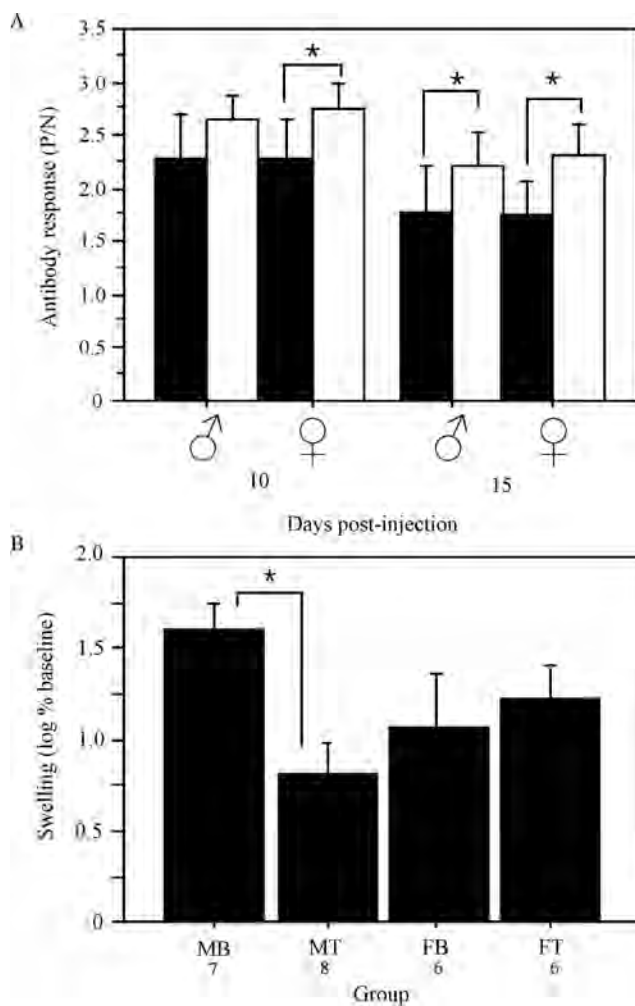 A
3.5
3.0
2.5
2.0
1.5
1.0
0.5
0
Antibody response (P/N)
*
*
*
♂ ♀ ♂ ♀
10 15
Days post-injection
B
2.0
1.5
1.0
0.5
0
Swelling (log % baseline)
*
MB MT FB FT
7 8 6 6
Group